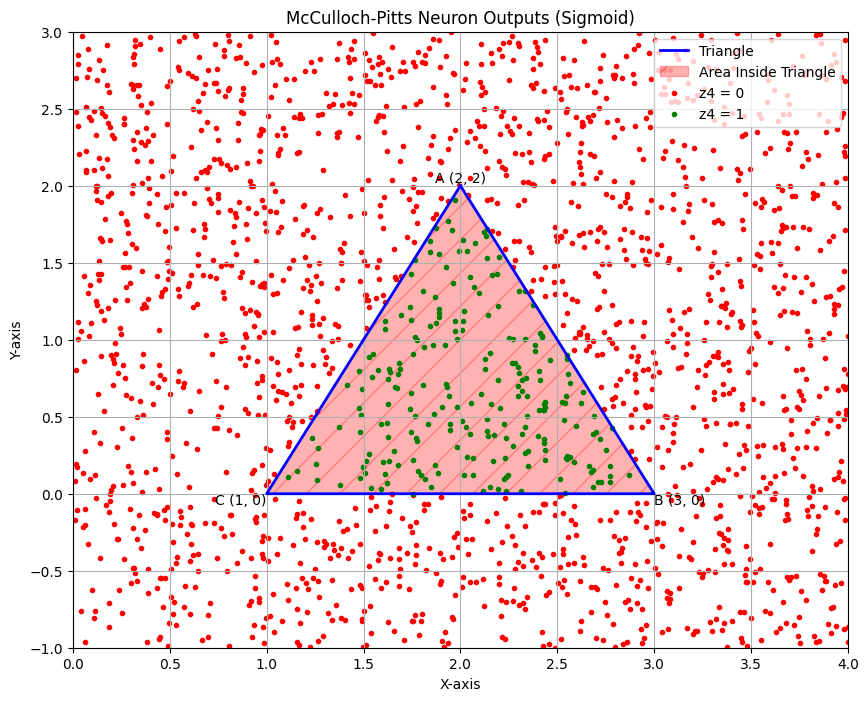 McCulloch-Pitts Neuron Outputs (Sigmoid)
Triangle
Area Inside Triangle
z4 = 0
z4 = 1
3.0
2.5
2.0
1.5
1.0
0.5
0.0
−0.5
−1.0
Y-axis
A (2, 2)
C (1, 0)
B (3, 0)
0.0 0.5 1.0 1.5 2.0 2.5 3.0 3.5 4.0
X-axis